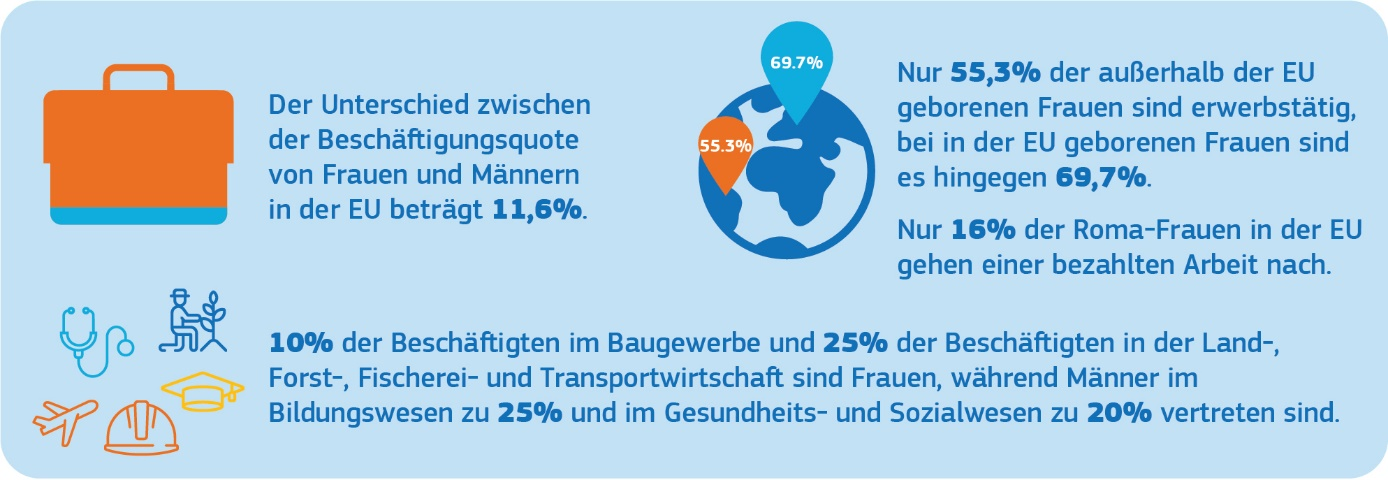 Der Unterschied zwischen
der Beschäftigungsquote
von Frauen und Männern
in der EU beträgt 11,6%.
69.7%
55.3%
Nur 55,3% der außerhalb der EU
geborenen Frauen sind erwerbstätig,
bei in der EU geborenen Frauen sind
es hingegen 69,7%.
Nur 16% der Roma-Frauen in der EU
gehen einer bezahlten Arbeit nach.
10% der Beschäftigten im Baugewerbe und 25% der Beschäftigten in der Land-,
Forst-, Fischerei- und Transportwirtschaft sind Frauen, während Männer im
Bildungswesen zu 25% und im Gesundheits- und Sozialwesen zu 20% vertreten sind.